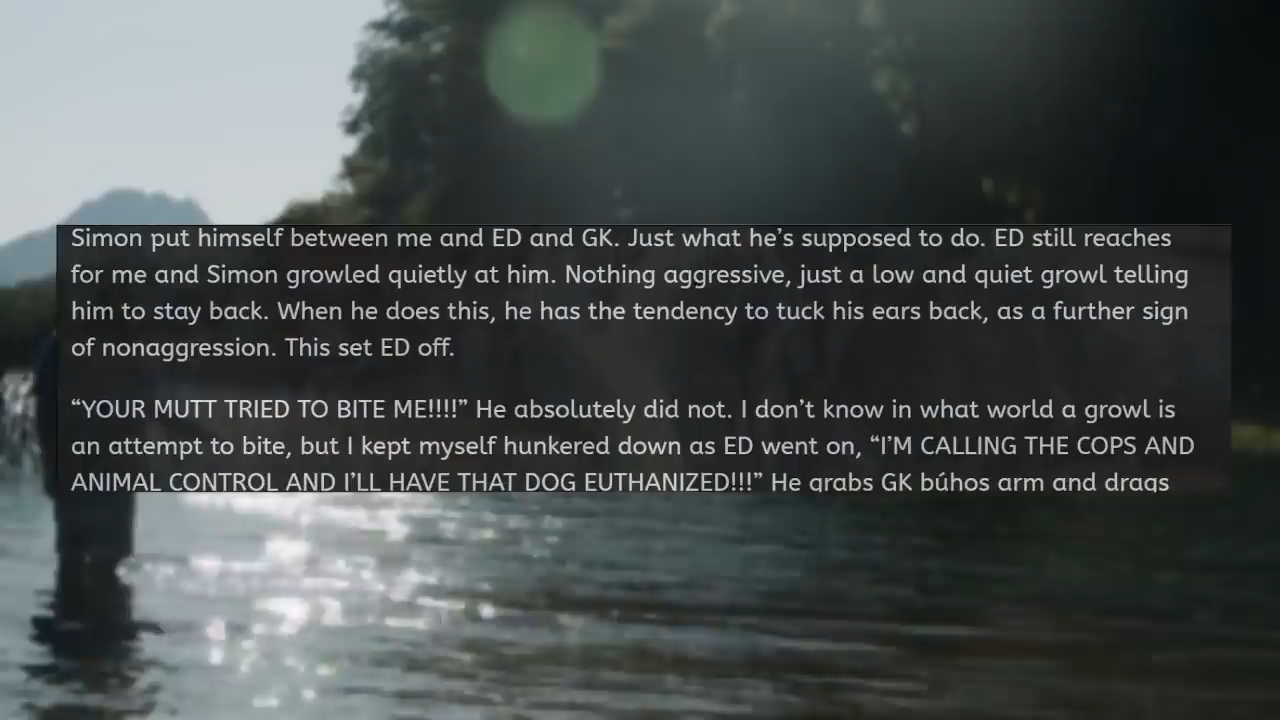 Simon put himself between me and ED and GK. Just what he’s supposed to do. ED still reaches
for me and Simon growled quietly at him. Nothing aggressive, just a low and quiet growl telling
him to stay back. When he does this, he has the tendency to tuck his ears back, as a further sign
of nonaggression. This set ED off.
“YOUR MUTT TRIED TO BITE ME!!!!” He absolutely did not. I don’t know in what world a growl is
an attempt to bite, but I kept myself hunkered down as ED went on, “I’M CALLING THE COPS AND
ANIMAL CONTROL AND I’LL HAVE THAT DOG EUTHANIZED!!!” He grabs GK búhos arm and drags